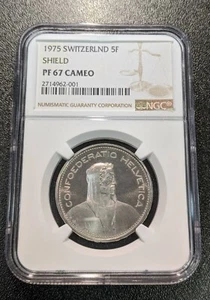 1975 SWITZERLND 5F
SHIELD
PF 67 CAMEO
2714962-001
NUMISMATIC GUARANTY CORPORATION
NGC
CONFOEDERATIO HELVETICA